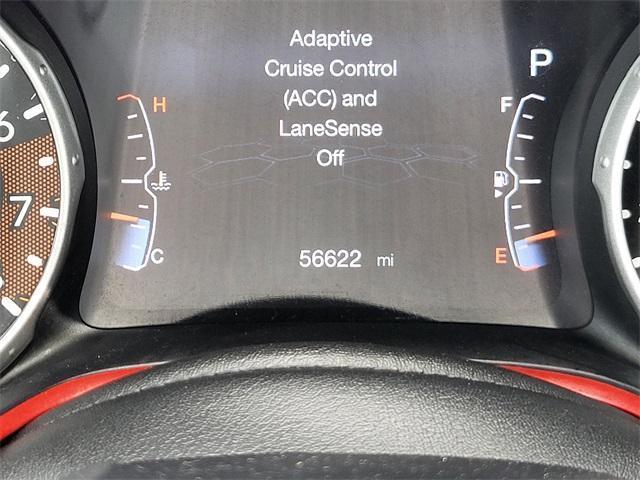 Adaptive
Cruise Control
(ACC) and
LaneSense
Off
P
H
F
6
7
C
E
56622 mi